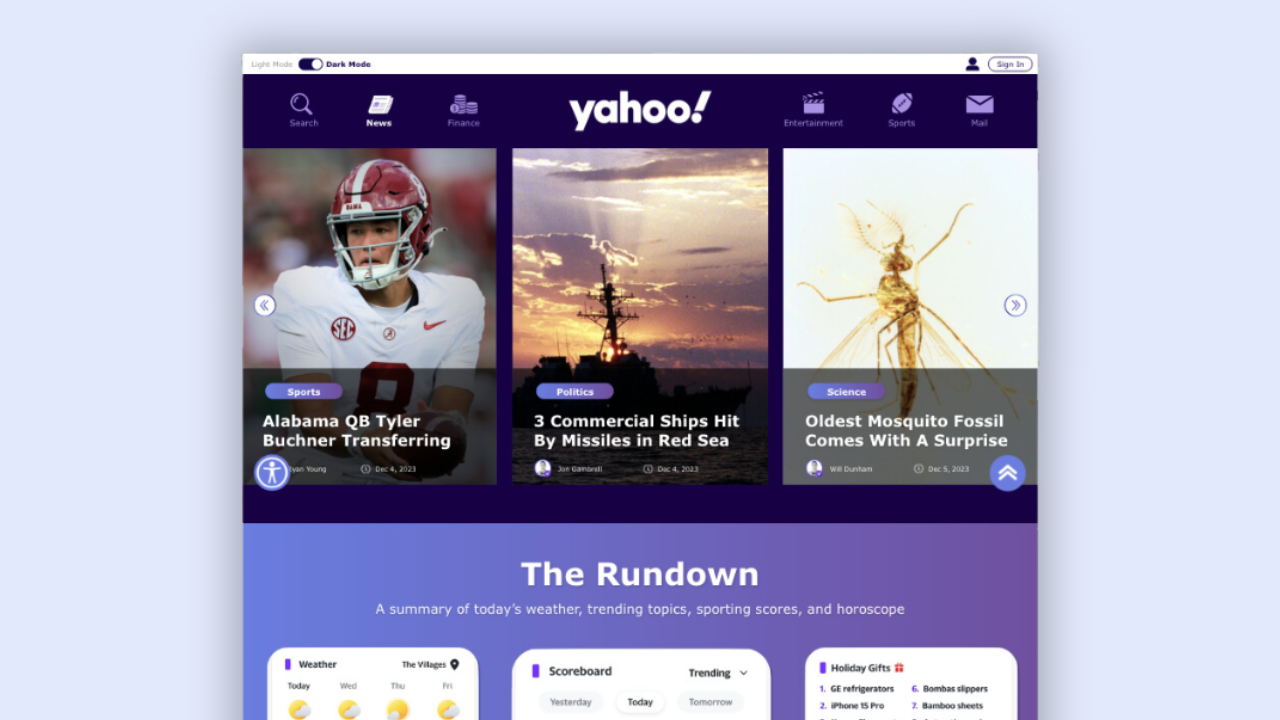 Light Mode Dark Mode Sign In
yahoo!
Search News Finance Entertainment Sports Mail
BAMA
SEC
8
Sports
Alabama QB Tyler
Buchner Transferring
Young Dec 4, 2023
Politics
3 Commercial Ships Hit
By Missiles in Red Sea
Jon Gambrell Dec 4, 2023
Science
Oldest Mosquito Fossil
Comes With A Surprise
Will Dunham Dec 5, 2023
The Rundown
A summary of today's weather, trending topics, sporting scores, and horoscope
Weather The Villages
Today Wed Thu Fri
Scoreboard Trending
Yesterday Today Tomorrow
Holiday Gifts
1. GE refrigerators 6. Bombas slippers
2. iPhone 15 Pro 7. Bamboo sheets